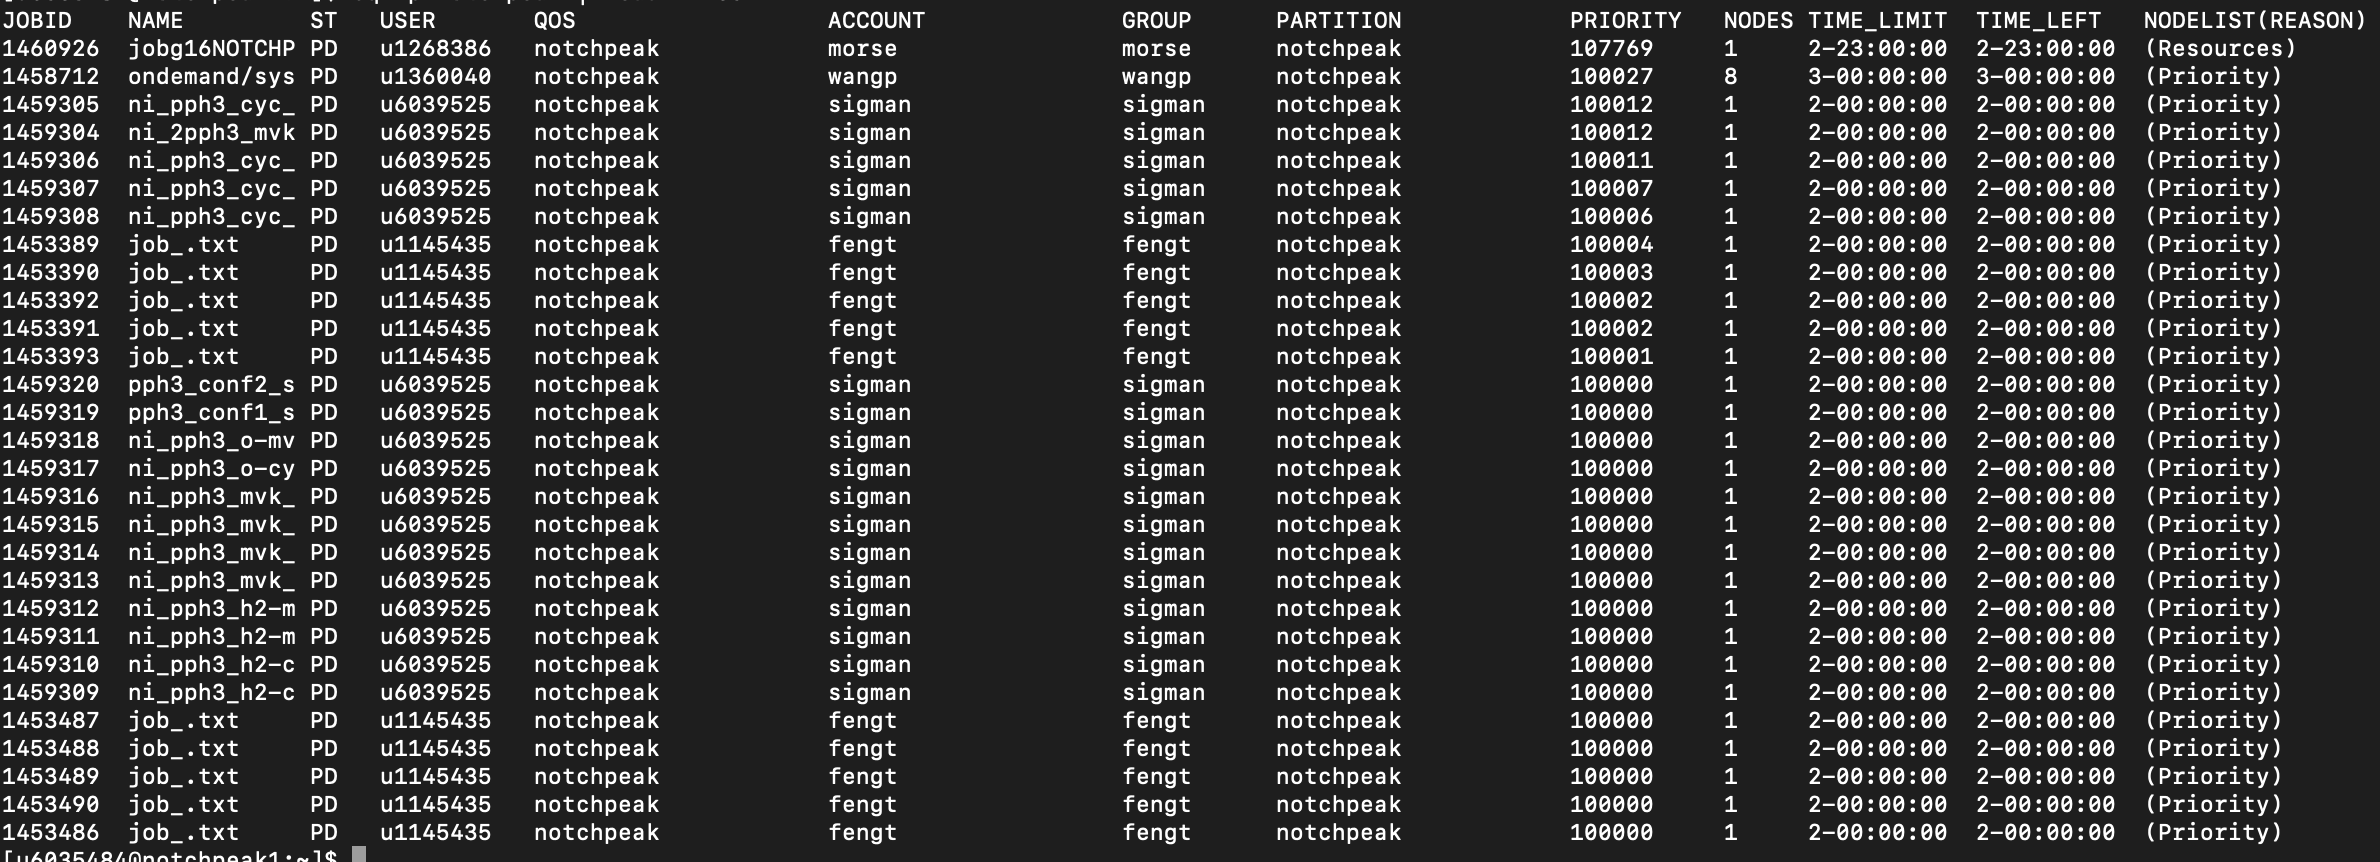 JOBID NAME ST USER QOS ACCOUNT GROUP PARTITION PRIORITY NODES TIME_LIMIT TIME_LEFT NODELIST(REASON)
1460926 jobg16NOTCHP PD u1268386 notchpeak morse morse notchpeak 107769 1 2-23:00:00 2-23:00:00 (Resources)
1458712 ondemand/sys PD u1360040 notchpeak wangp wangp notchpeak 100027 8 3-00:00:00 3-00:00:00 (Priority)
1459305 ni_pph3_cyc_ PD u6039525 notchpeak sigman sigman notchpeak 100012 1 2-00:00:00 2-00:00:00 (Priority)
1459304 ni_2pph3_mvk PD u6039525 notchpeak sigman sigman notchpeak 100012 1 2-00:00:00 2-00:00:00 (Priority)
1459306 ni_pph3_cyc_ PD u6039525 notchpeak sigman sigman notchpeak 100011 1 2-00:00:00 2-00:00:00 (Priority)
1459307 ni_pph3_cyc_ PD u6039525 notchpeak sigman sigman notchpeak 100007 1 2-00:00:00 2-00:00:00 (Priority)
1459308 ni_pph3_cyc_ PD u6039525 notchpeak sigman sigman notchpeak 100006 1 2-00:00:00 2-00:00:00 (Priority)
1453389 job_.txt PD u1145435 notchpeak fengt fengt notchpeak 100004 1 2-00:00:00 2-00:00:00 (Priority)
1453390 job_.txt PD u1145435 notchpeak fengt fengt notchpeak 100003 1 2-00:00:00 2-00:00:00 (Priority)
1453392 job_.txt PD u1145435 notchpeak fengt fengt notchpeak 100002 1 2-00:00:00 2-00:00:00 (Priority)
1453391 job_.txt PD u1145435 notchpeak fengt fengt notchpeak 100002 1 2-00:00:00 2-00:00:00 (Priority)
1453393 job_.txt PD u1145435 notchpeak fengt fengt notchpeak 100001 1 2-00:00:00 2-00:00:00 (Priority)
1459320 pph3_conf2_s PD u6039525 notchpeak sigman sigman notchpeak 100000 1 2-00:00:00 2-00:00:00 (Priority)
1459319 pph3_conf1_s PD u6039525 notchpeak sigman sigman notchpeak 100000 1 2-00:00:00 2-00:00:00 (Priority)
1459318 ni_pph3_o-mv PD u6039525 notchpeak sigman sigman notchpeak 100000 1 2-00:00:00 2-00:00:00 (Priority)
1459317 ni_pph3_o-cy PD u6039525 notchpeak sigman sigman notchpeak 100000 1 2-00:00:00 2-00:00:00 (Priority)
1459316 ni_pph3_mvk_ PD u6039525 notchpeak sigman sigman notchpeak 100000 1 2-00:00:00 2-00:00:00 (Priority)
1459315 ni_pph3_mvk_ PD u6039525 notchpeak sigman sigman notchpeak 100000 1 2-00:00:00 2-00:00:00 (Priority)
1459314 ni_pph3_mvk_ PD u6039525 notchpeak sigman sigman notchpeak 100000 1 2-00:00:00 2-00:00:00 (Priority)
1459313 ni_pph3_mvk_ PD u6039525 notchpeak sigman sigman notchpeak 100000 1 2-00:00:00 2-00:00:00 (Priority)
1459312 ni_pph3_h2-m PD u6039525 notchpeak sigman sigman notchpeak 100000 1 2-00:00:00 2-00:00:00 (Priority)
1459311 ni_pph3_h2-m PD u6039525 notchpeak sigman sigman notchpeak 100000 1 2-00:00:00 2-00:00:00 (Priority)
1459310 ni_pph3_h2-c PD u6039525 notchpeak sigman sigman notchpeak 100000 1 2-00:00:00 2-00:00:00 (Priority)
1459309 ni_pph3_h2-c PD u6039525 notchpeak sigman sigman notchpeak 100000 1 2-00:00:00 2-00:00:00 (Priority)
1453487 job_.txt PD u1145435 notchpeak fengt fengt notchpeak 100000 1 2-00:00:00 2-00:00:00 (Priority)
1453488 job_.txt PD u1145435 notchpeak fengt fengt notchpeak 100000 1 2-00:00:00 2-00:00:00 (Priority)
1453489 job_.txt PD u1145435 notchpeak fengt fengt notchpeak 100000 1 2-00:00:00 2-00:00:00 (Priority)
1453490 job_.txt PD u1145435 notchpeak fengt fengt notchpeak 100000 1 2-00:00:00 2-00:00:00 (Priority)
1453486 job_.txt PD u1145435 notchpeak fengt fengt notchpeak 100000 1 2-00:00:00 2-00:00:00 (Priority)
[u6035484@notchpeak1:~]$